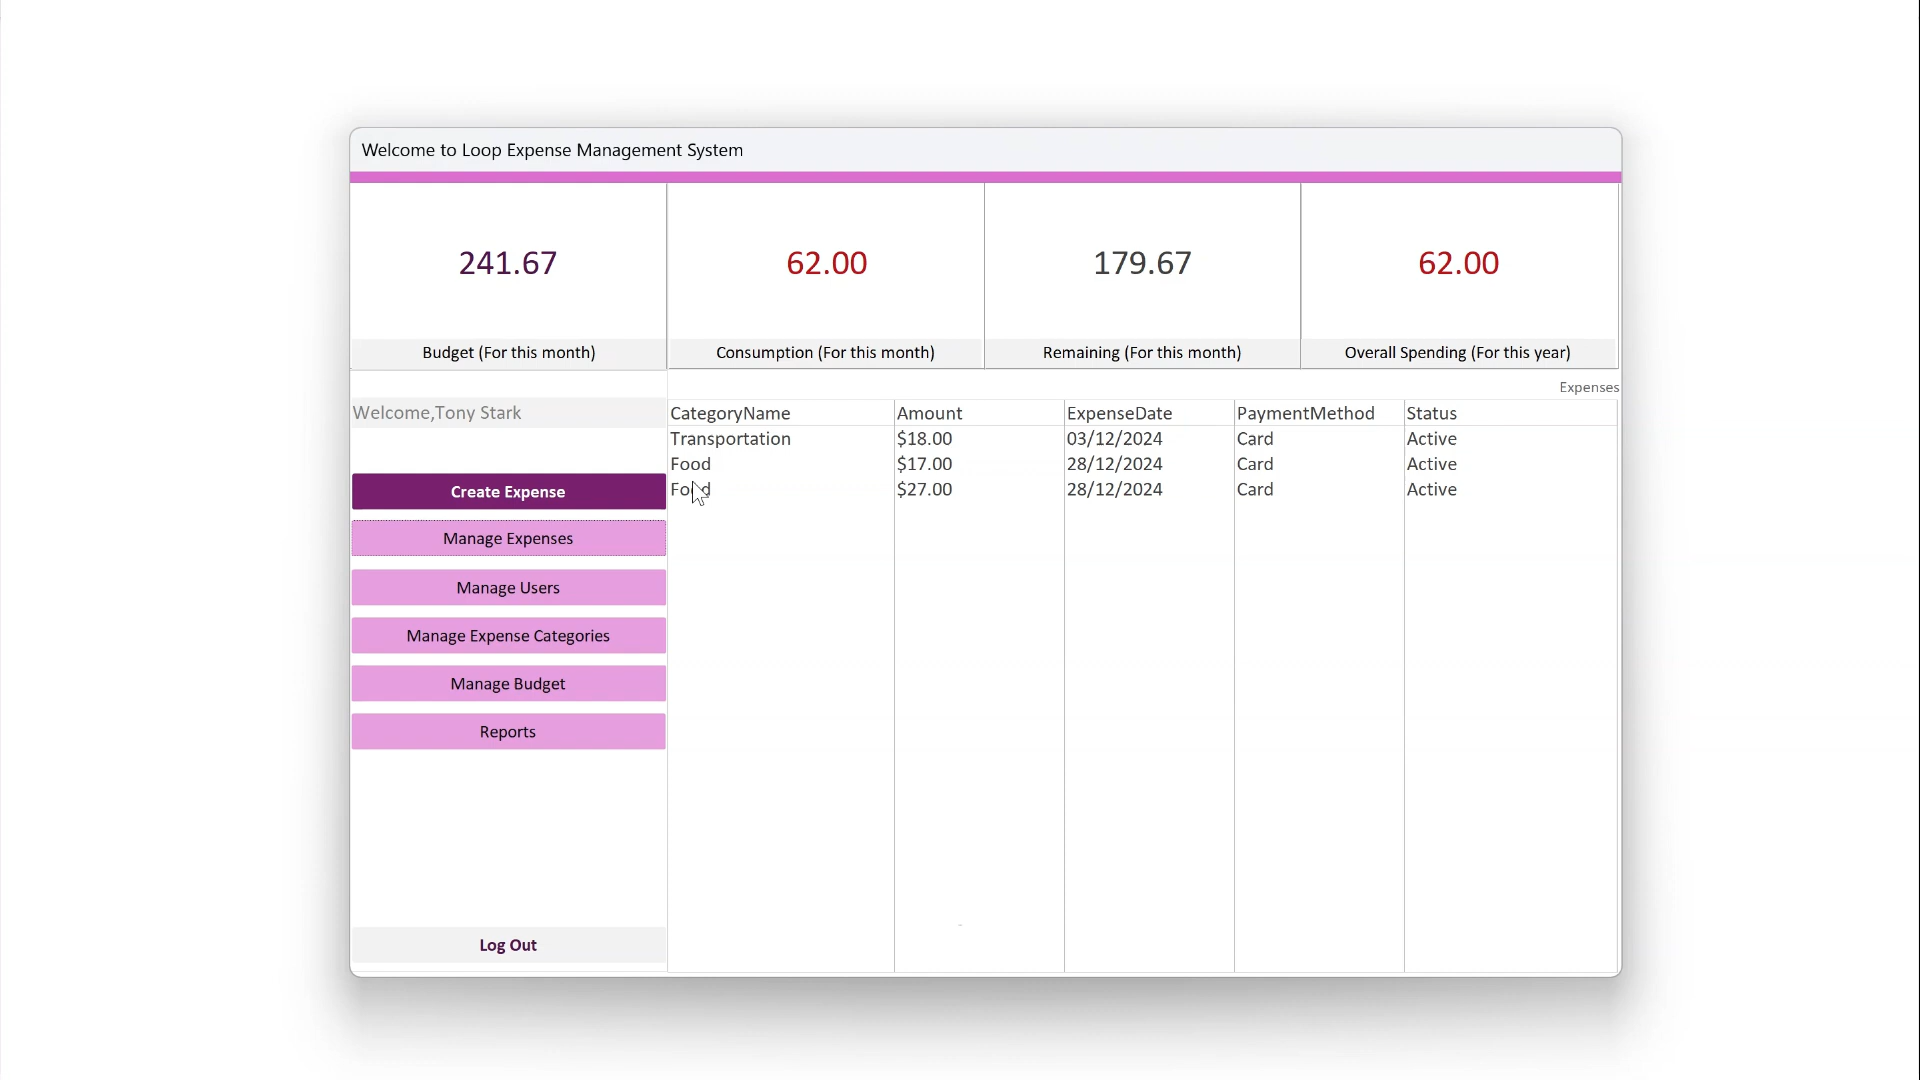 Welcome to Loop Expense Management System
241.67
62.00
179.67
62.00
Budget (For this month)
Consumption (For this month)
Remaining (For this month)
Overall Spending (For this year)
Expenses
Welcome,Tony Stark
CategoryName Amount ExpenseDate PaymentMethod Status
Transportation $18.00 03/12/2024 Card Active
Food $17.00 28/12/2024 Card Active
Food $27.00 28/12/2024 Card Active
Create Expense
Manage Expenses
Manage Users
Manage Expense Categories
Manage Budget
Reports
Log Out